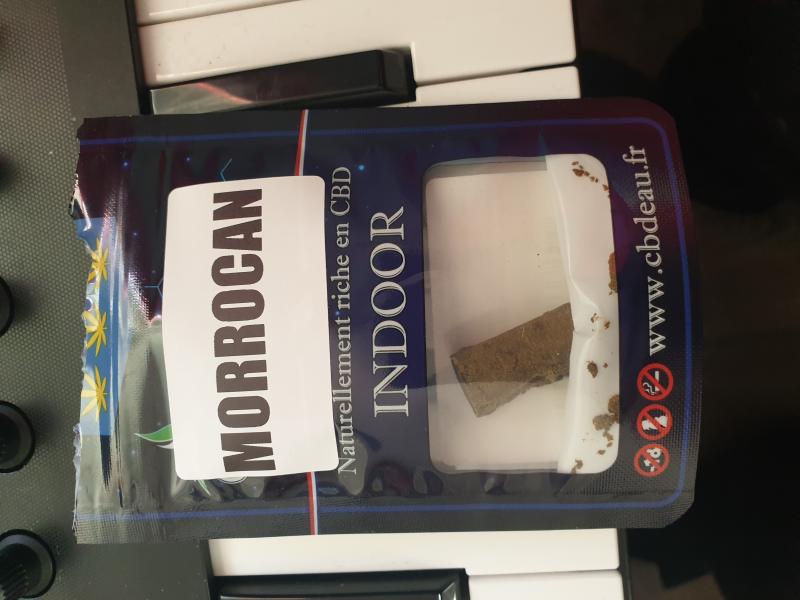 MORROCAN
Naturellement riche en CBD
INDOOR
www.cbdeau.fr